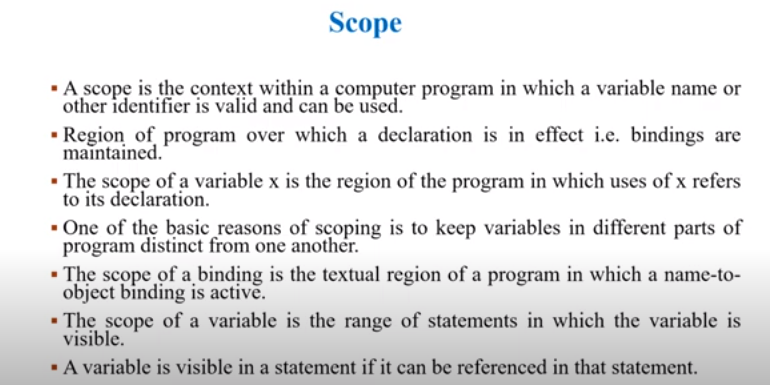 Scope
▪ A scope is the context within a computer program in which a variable name or
other identifier is valid and can be used.
▪ Region of program over which a declaration is in effect i.e. bindings are
maintained.
▪ The scope of a variable x is the region of the program in which uses of x refers
to its declaration.
▪ One of the basic reasons of scoping is to keep variables in different parts of
program distinct from one another.
▪ The scope of a binding is the textual region of a program in which a name-to-
object binding is active.
▪ The scope of a variable is the range of statements in which the variable is
visible.
▪ A variable is visible in a statement if it can be referenced in that statement.